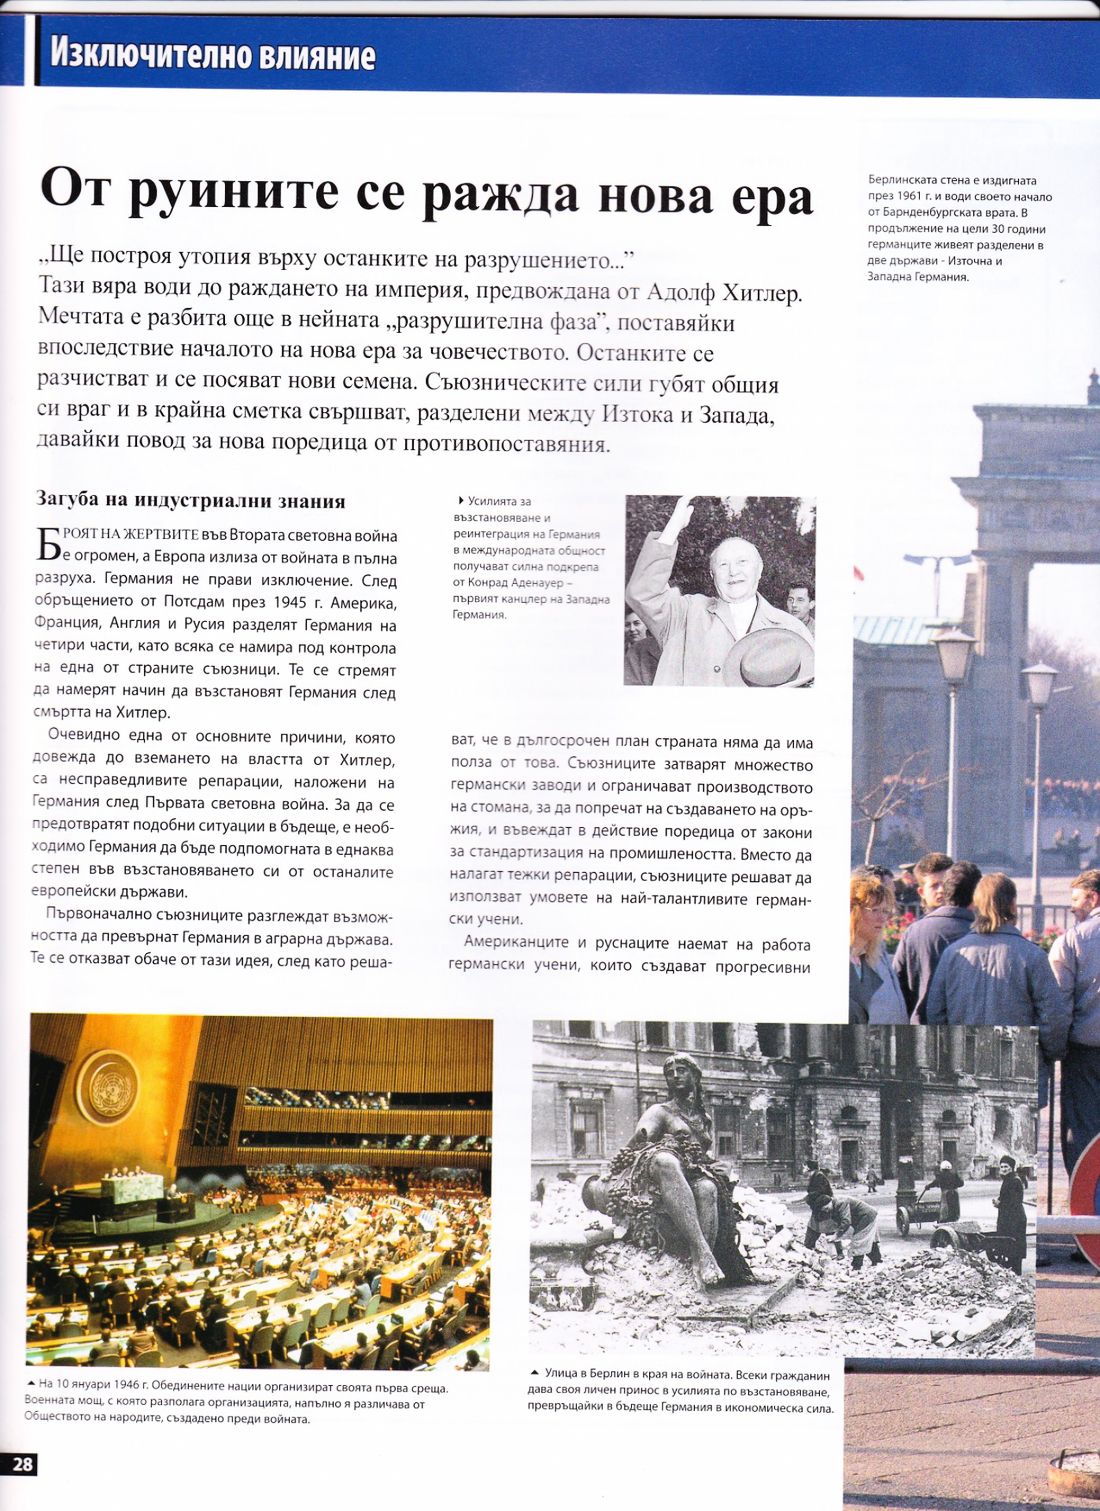 Изключително влияние
От руините се ражда нова ера
„Ще построя утопия върху останките на разрушението...”
Тази вяра води до раждането на империя, предвождана от Адолф Хитлер.
Мечтата е разбита още в нейната „разрушителна фаза”, поставяйки
впоследствие началото на нова ера за човечеството. Останките се
разчистват и се посяват нови семена. Съюзническите сили губят общия
си враг и в крайна сметка свършват, разделени между Изтока и Запада,
давайки повод за нова поредица от противопоставяния.
Берлинската стена е издигната
през 1961 г. и води своето начало
от Барнденбургската врата. В
продължение на цели 30 години
германците живеят разделени в
две държави - Източна и
Западна Германия.
Загуба на индустриални знания
БРОЯТ НА ЖЕРТВИТЕ във Втората световна война
е огромен, а Европа излиза от войната в пълна
разруха. Германия не прави изключение. След
обръщението от Потсдам през 1945 г. Америка,
Франция, Англия и Русия разделят Германия на
четири части, като всяка се намира под контрола
на една от страните съюзници. Те се стремят
да намерят начин да възстановят Германия след
смъртта на Хитлер.
Очевидно една от основните причини, която
довежда до вземането на властта от Хитлер,
са несправедливите репарации, наложени на
Германия след Първата световна война. За да се
предотвратят подобни ситуации в бъдеще, е необ-
ходимо Германия да бъде подпомогната в еднаква
степен във възстановяването си от останалите
европейски държави.
Първоначално съюзниците разглеждат възмож-
ността да превърнат Германия в аграрна държава.
Те се отказват обаче от тази идея, след като реша-
Усилията за
възстановяване и
реинтеграция на Германия
в международната общност
получават силна подкрепа
от Конрад Аденауер –
първият канцлер на Западна
Германия.
ват, че в дългосрочен план страната няма да има
полза от това. Съюзниците затварят множество
германски заводи и ограничават производството
на стомана, за да попречат на създаването на оръ-
жия, и въвеждат в действие поредица от закони
за стандартизация на промишлеността. Вместо да
налагат тежки репарации, съюзниците решават да
използват умовете на най-талантливите герман-
ски учени.
Американците и руснаците наемат на работа
германски учени, които създават прогресивни
На 10 януари 1946 г. Обединените нации организират своята първа среща.
Военната мощ, с която разполага организацията, напълно я различава от
Обществото на народите, създадено преди войната.
Улица в Берлин в края на войната. Всеки гражданин
дава своя личен принос в усилията по възстановяване,
превръщайки в бъдеще Германия в икономическа сила.
28